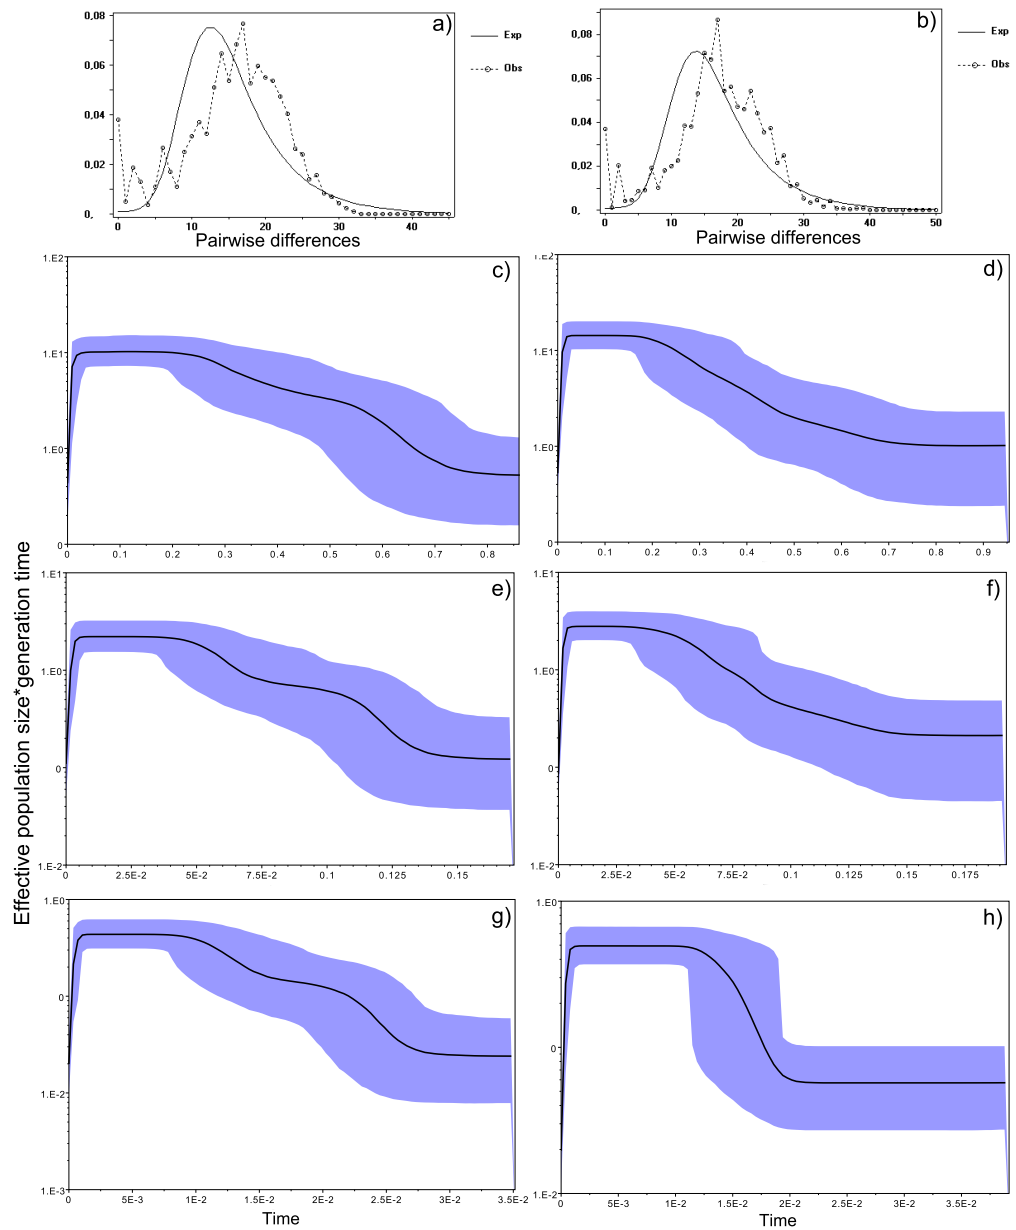 a)
0,08
0,06
0,04
0,02
0,
0 10 20 30 40
Pairwise differences
Exp
Obs
b)
0,08
0,06
0,04
0,02
0,
0 10 20 30 40 50
Pairwise differences
Exp
Obs
Effective population size*generation time
c)
1.E2
1.E1
1.E0
0
0 0.1 0.2 0.3 0.4 0.5 0.6 0.7 0.8
d)
1.E2
1.E1
1.E0
0
0 0.1 0.2 0.3 0.4 0.5 0.6 0.7 0.8 0.9
e)
1.E1
1.E0
0
1.E-2
0 2.5E-2 5E-2 7.5E-2 0.1 0.125 0.15
f)
1.E1
1.E0
0
1.E-2
0 2.5E-2 5E-2 7.5E-2 0.1 0.125 0.15 0.175
g)
1.E0
0
1.E-2
1.E-3
0 5E-3 1E-2 1.5E-2 2E-2 2.5E-2 3E-2 3.5E-2
Time
h)
1.E0
0
1.E-2
0 5E-3 1E-2 1.5E-2 2E-2 2.5E-2 3E-2 3.5E-2
Time